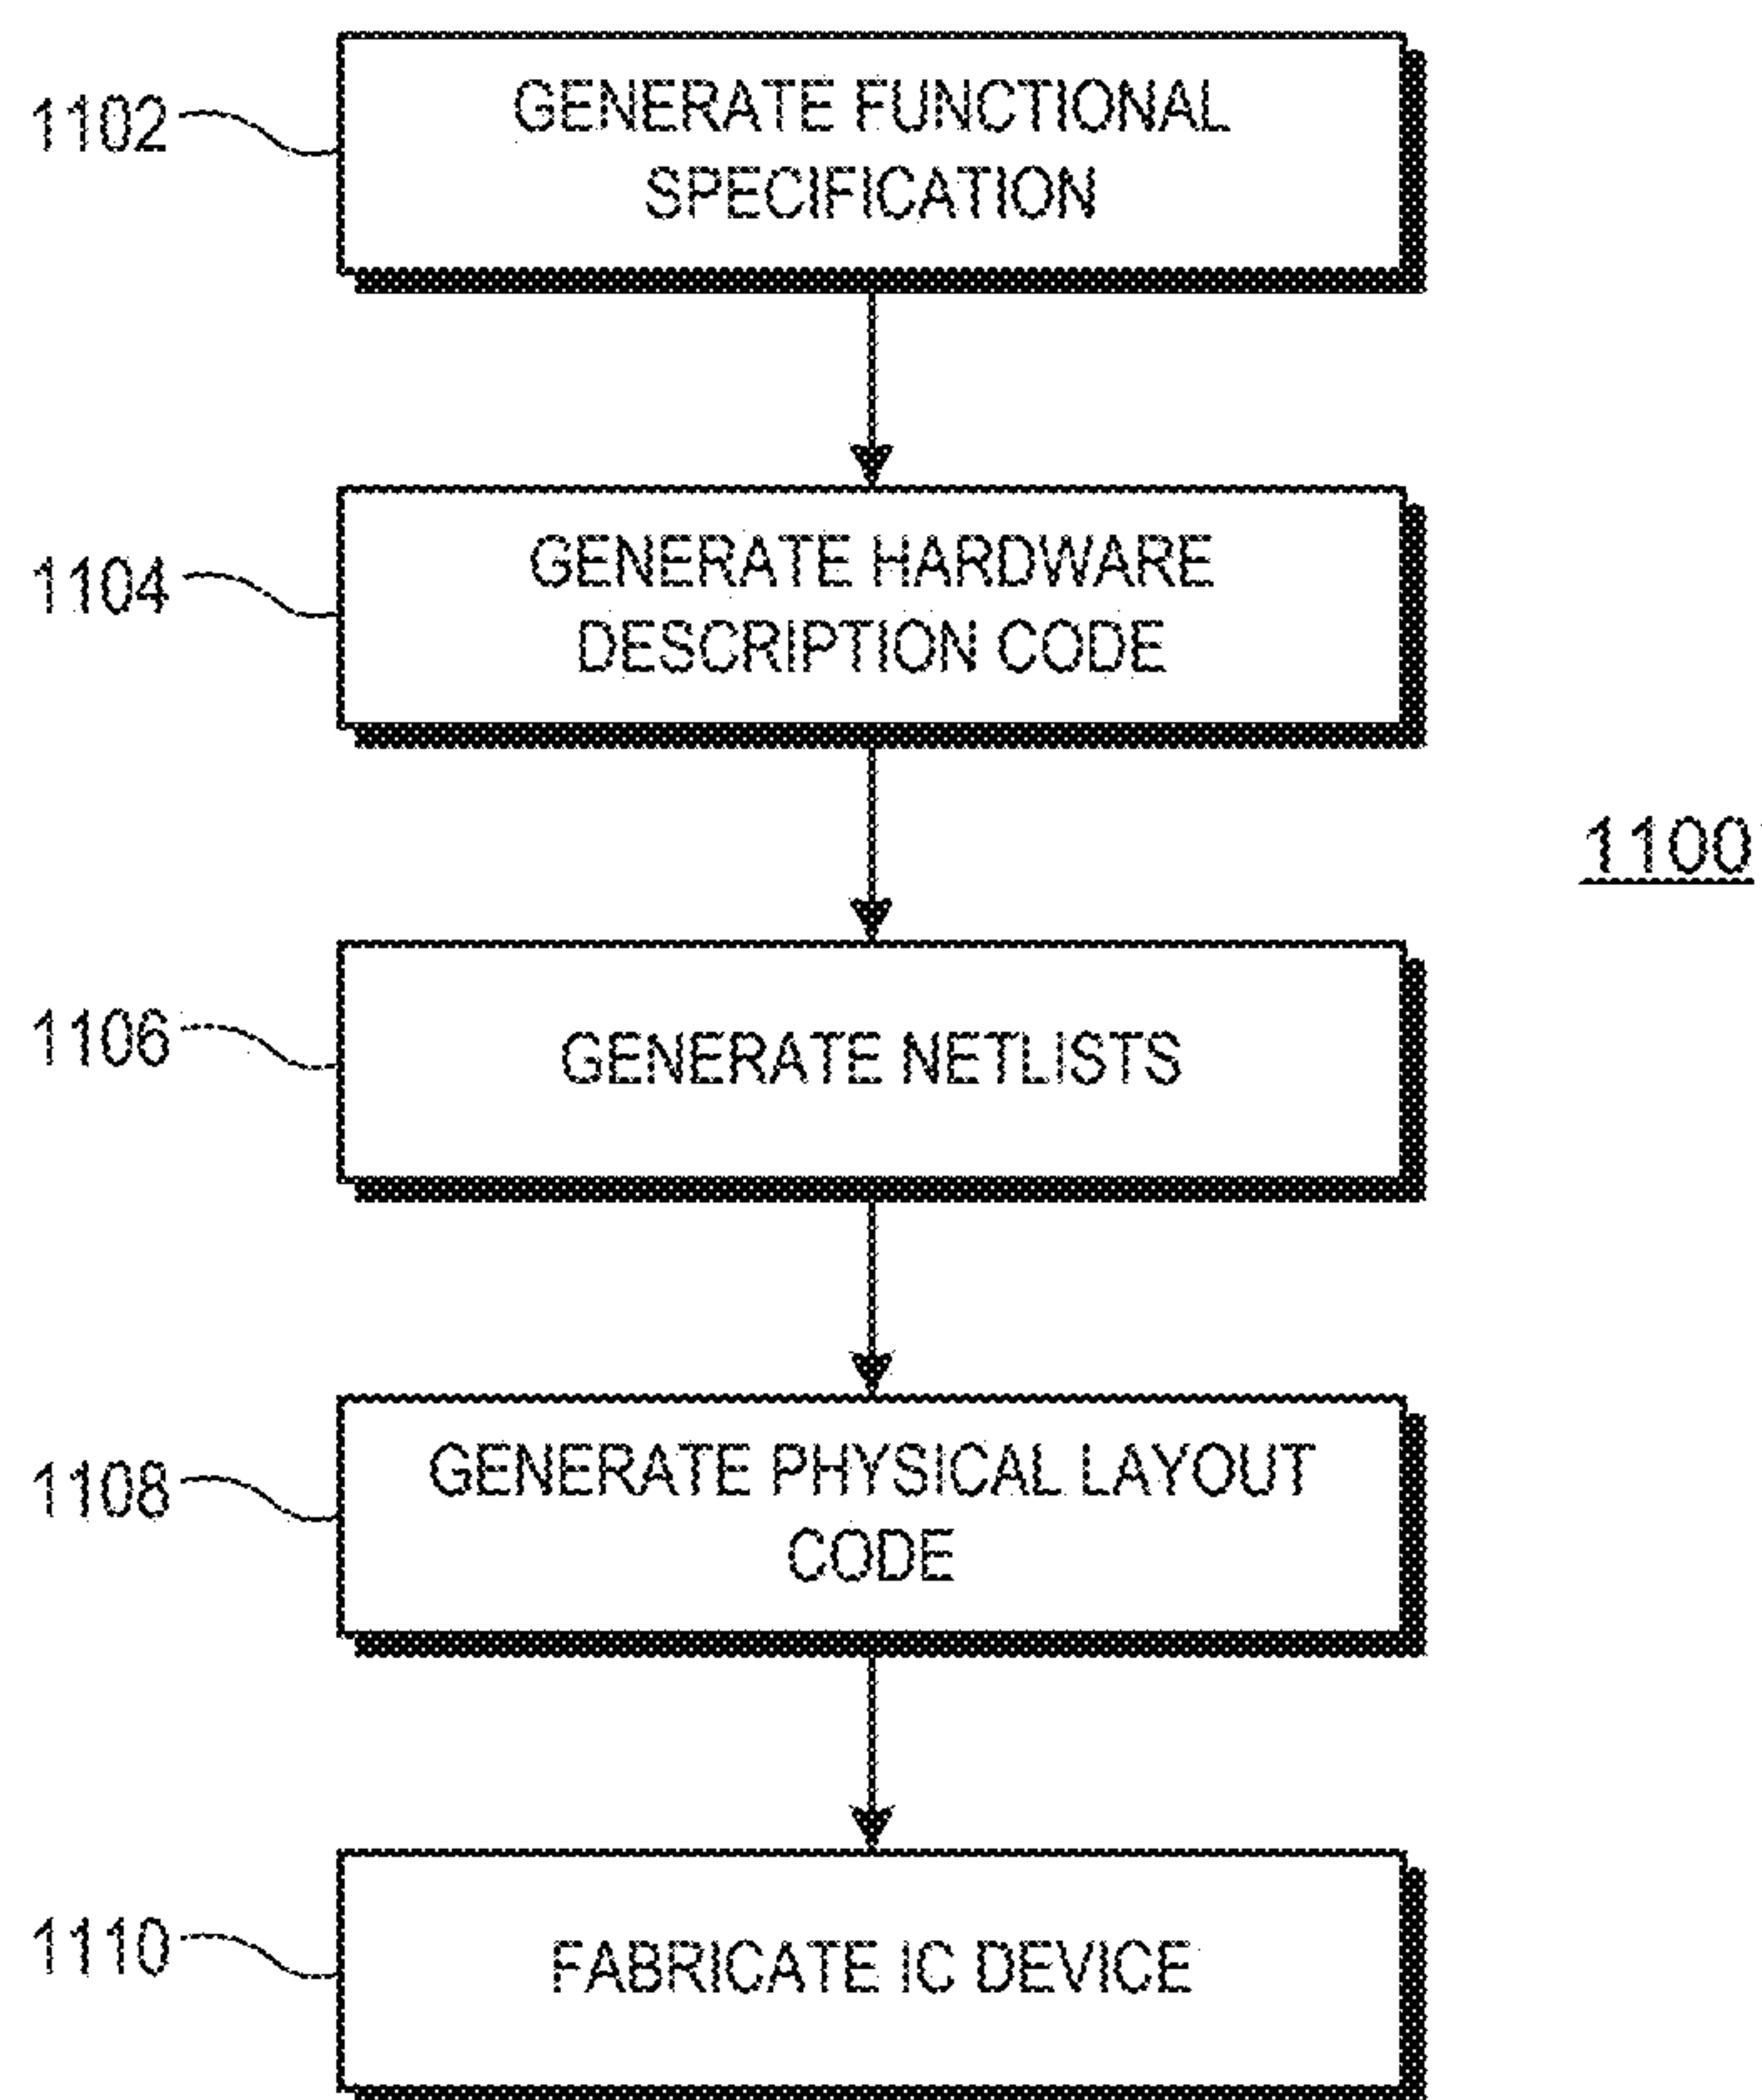 1102
GENERATE FUNCTIONAL
SPECIFICATION
1104
GENERATE HARDWARE
DESCRIPTION CODE
1100
1106
GENERATE NETLISTS
1108
GENERATE PHYSICAL LAYOUT
CODE
1110
FABRICATE IC DEVICE